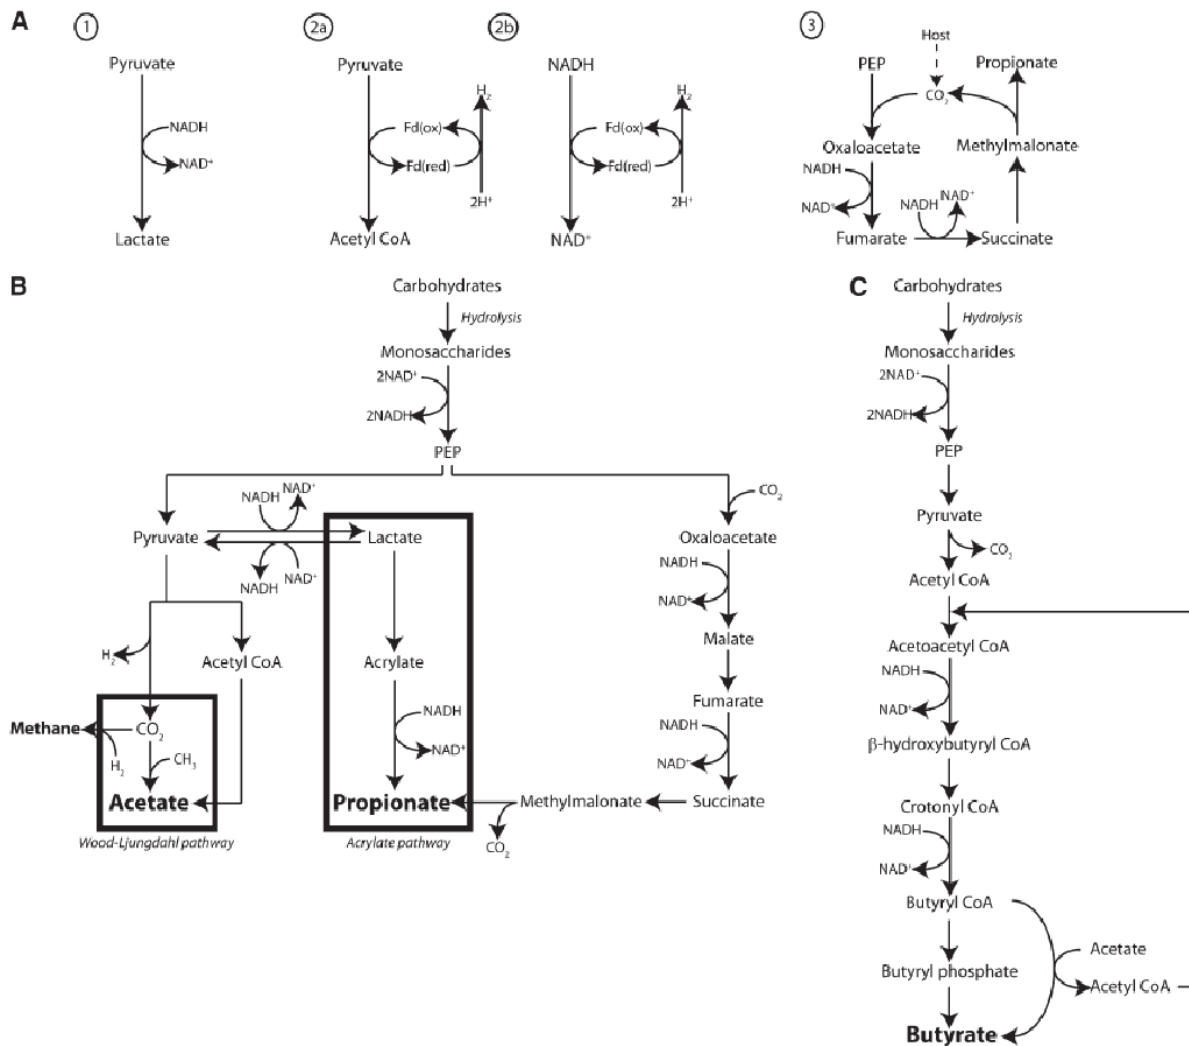 A
1
Pyruvate
NADH
NAD⁺
Lactate
2a
Pyruvate
H₂
Fd(ox)
Fd(red)
2H⁺
Acetyl CoA
2b
NADH
H₂
Fd(ox)
Fd(red)
2H⁺
NAD⁺
3
Host
PEP
Propionate
CO₂
Oxaloacetate
Methylmalonate
NADH
NAD⁺
NADH
NAD⁺
Fumarate
Succinate
B
Carbohydrates
Hydrolysis
Monosaccharides
2NAD⁺
2NADH
PEP
NADH
NAD⁺
Pyruvate
Lactate
NADH
NAD⁺
H₂
Acetyl CoA
Methane
CO₂
H₂
CH₃
Acetate
Wood-Ljungdahl pathway
Acrylate
NADH
NAD⁺
Propionate
Acrylate pathway
CO₂
Oxaloacetate
NADH
NAD⁺
Malate
Fumarate
NADH
NAD⁺
Methylmalonate
Succinate
CO₂
C
Carbohydrates
Hydrolysis
Monosaccharides
2NAD⁺
2NADH
PEP
Pyruvate
CO₂
Acetyl CoA
Acetoacetyl CoA
NADH
NAD⁺
β-hydroxybutyryl CoA
Crotonyl CoA
NADH
NAD⁺
Butyryl CoA
Acetate
Butyryl phosphate
Acetyl CoA
Butyrate